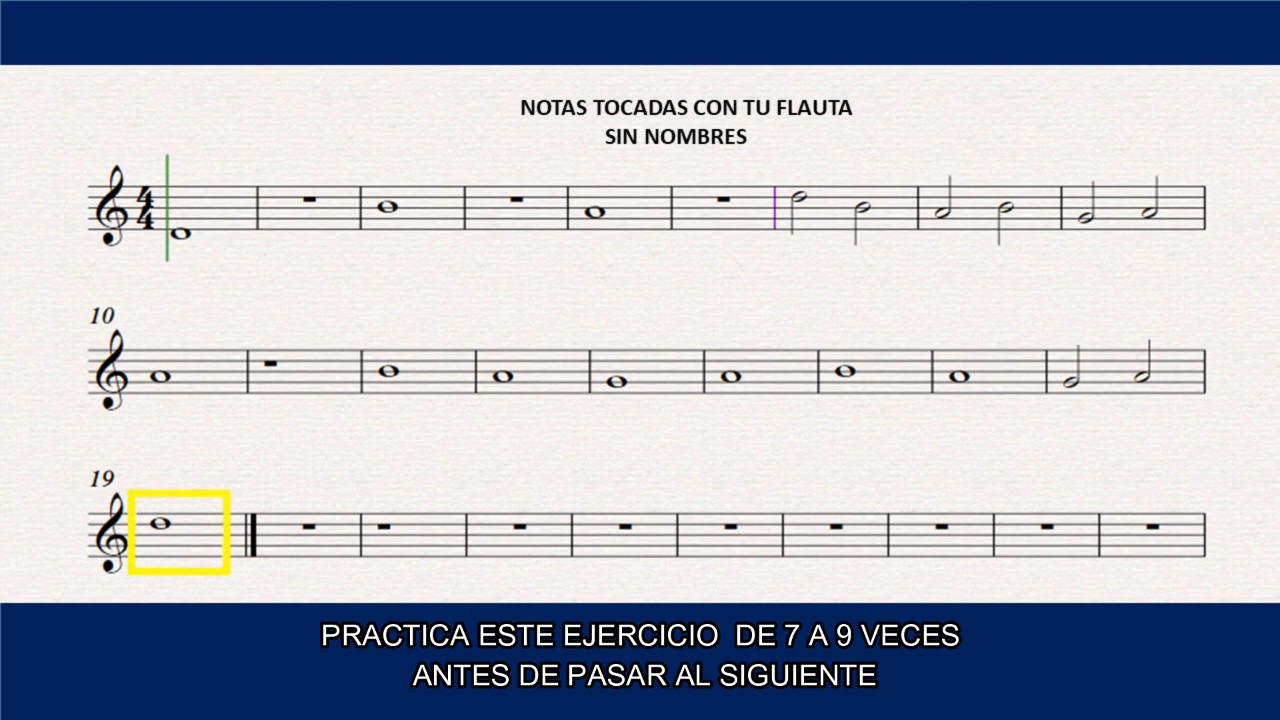 NOTAS TOCADAS CON TU FLAUTA
SIN NOMBRES
4
4
10
19
PRACTICA ESTE EJERCICIO DE 7 A 9 VECES
ANTES DE PASAR AL SIGUIENTE